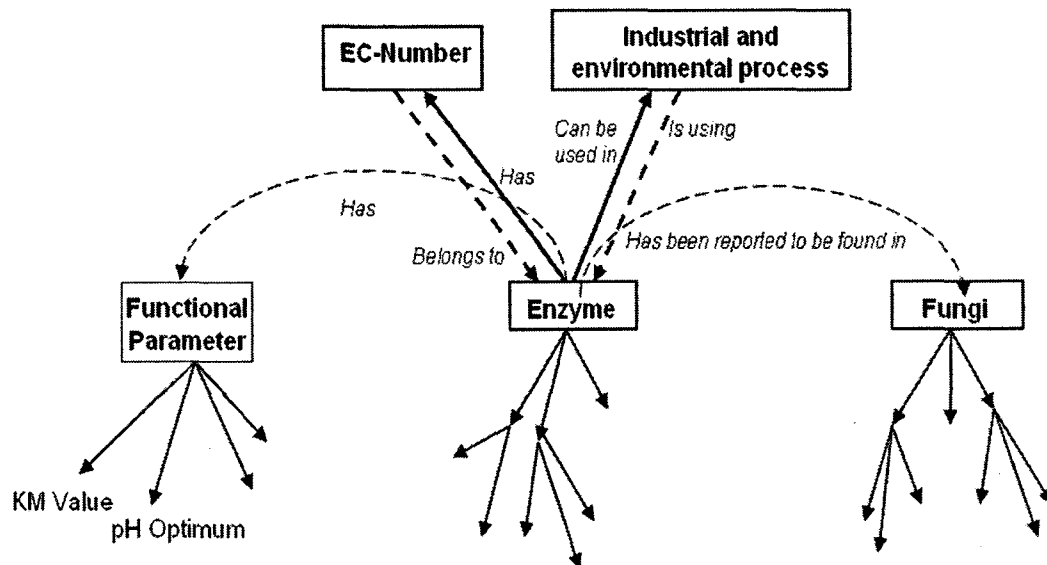 EC-Number
Industrial and
environmental process
Can be
used in
Is using
Has
Has
Belongs to
Has been reported to be found in
Functional
Parameter
Enzyme
Fungi
KM Value
pH Optimum